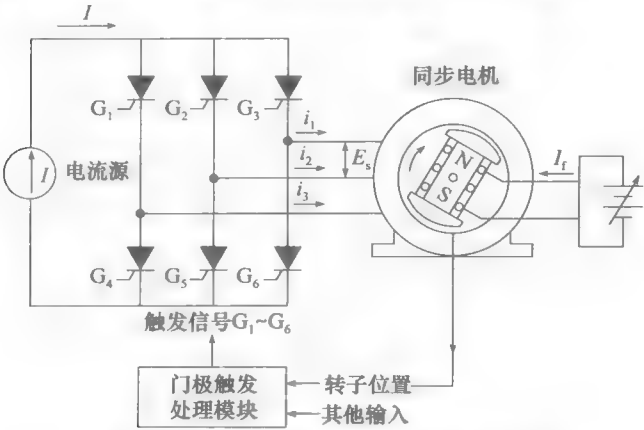 I
同步电机
G₁
G₂
G₃
i₁
I_f
N
电流源
I
i₂
E_s
S
i₃
G₄
G₅
G₆
触发信号G₁~G₆
门极触发
处理模块
转子位置
其他输入